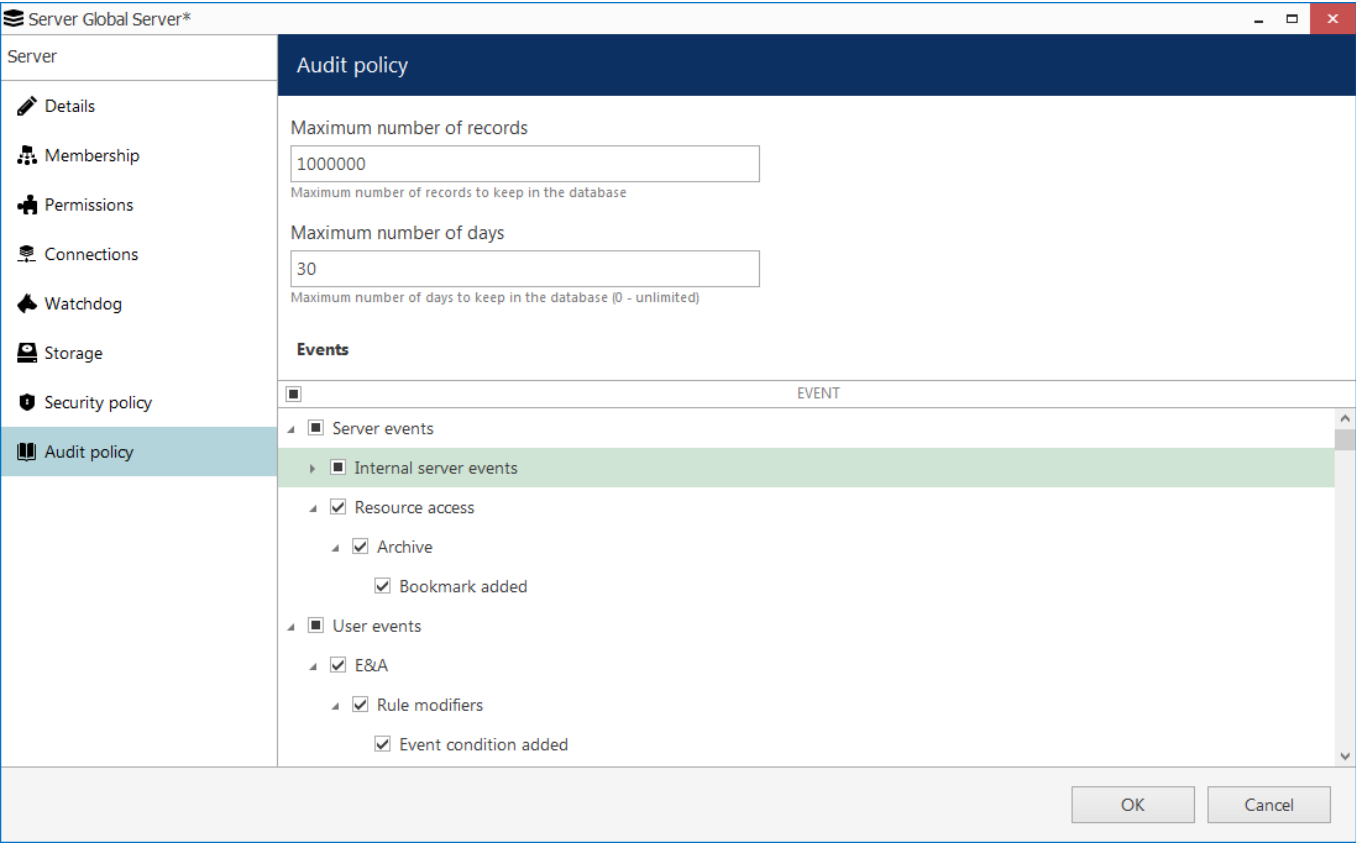 Server Global Server*
Server
Audit policy
Details
Membership
Permissions
Connections
Watchdog
Storage
Security policy
Audit policy
Maximum number of records
1000000
Maximum number of records to keep in the database
Maximum number of days
30
Maximum number of days to keep in the database (0 - unlimited)
Events
EVENT
Server events
Internal server events
Resource access
Archive
Bookmark added
User events
E&A
Rule modifiers
Event condition added
OK
Cancel